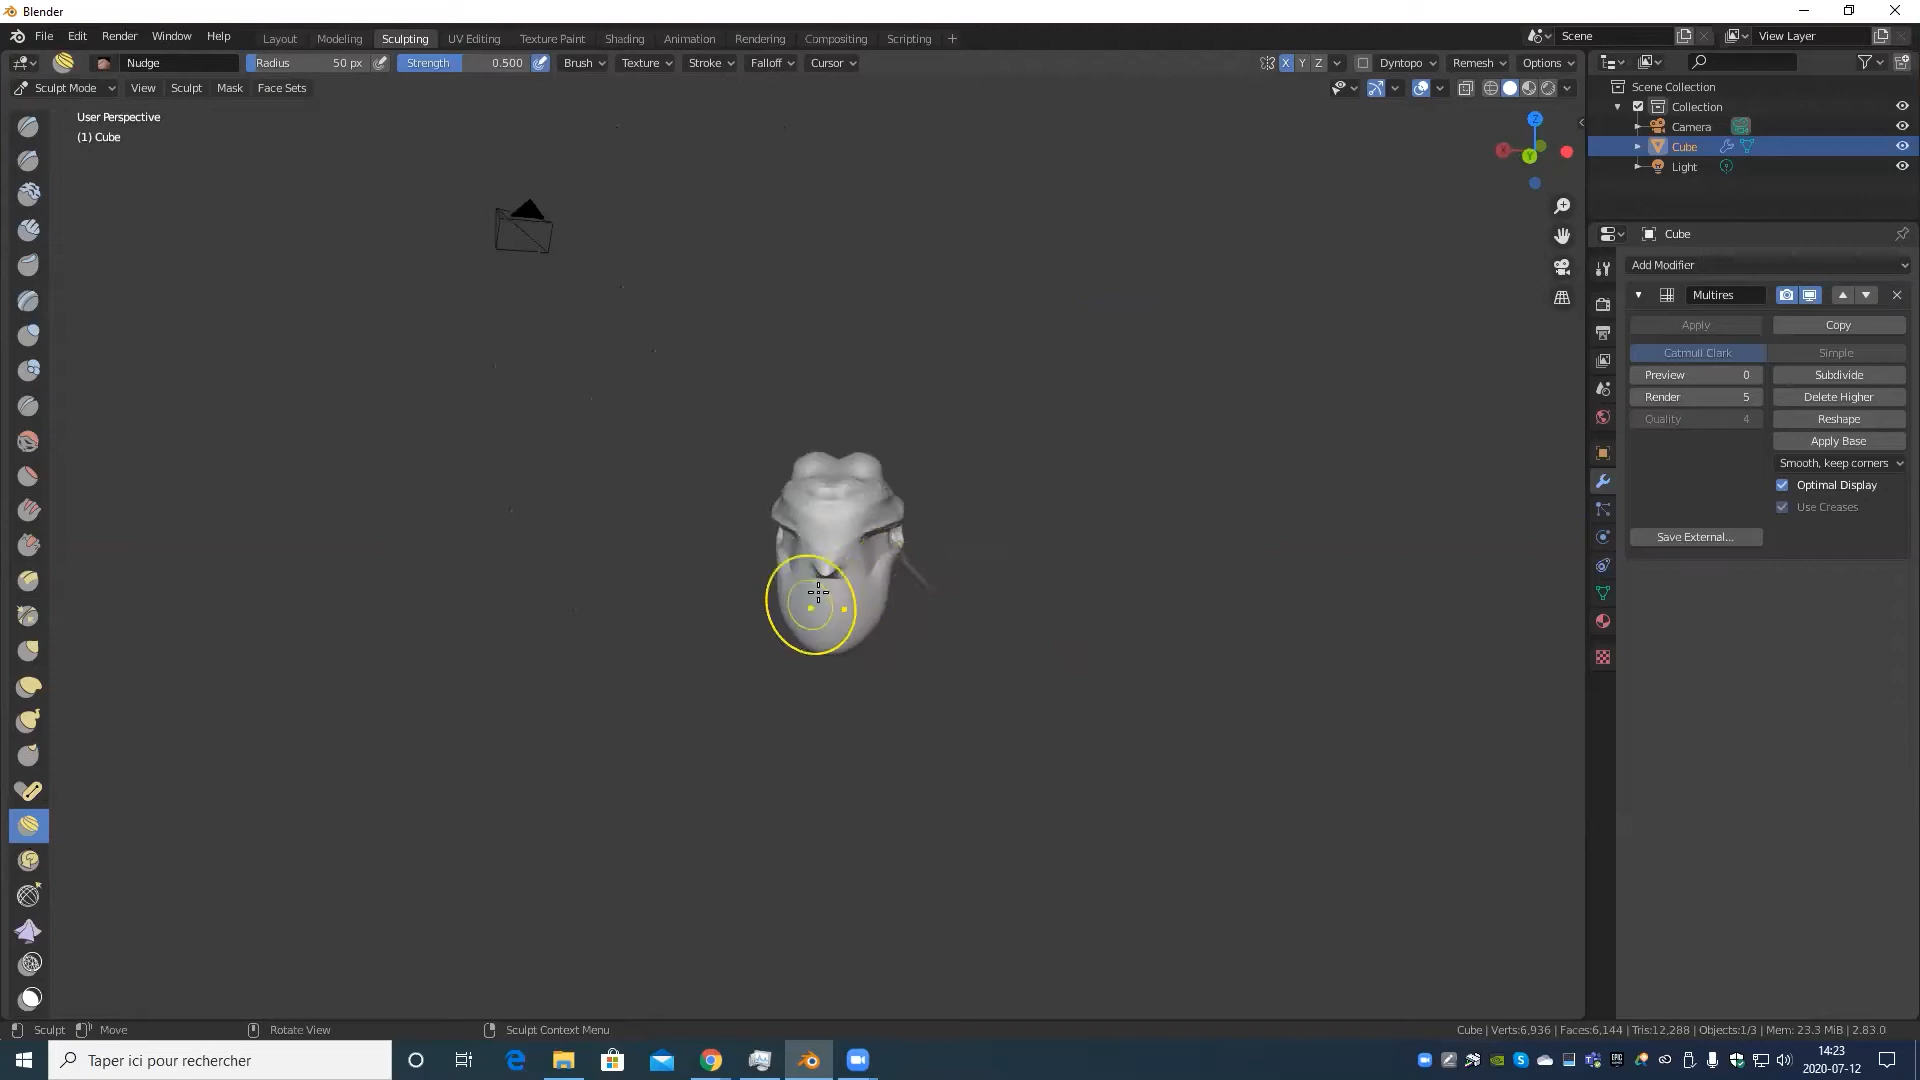 Blender
File Edit Render Window Help Layout Modeling Sculpting UV Editing Texture Paint Shading Animation Rendering Compositing Scripting + Scene View Layer
Nudge Radius 50 px Strength 0.500 Brush Texture Stroke Falloff Cursor X Y Z Dyntopo Remesh Options
Sculpt Mode View Sculpt Mask Face Sets
Scene Collection
Collection
Camera
Cube
Light
User Perspective
(1) Cube
Z
X
Y
Cube
Add Modifier
Multires
Apply Copy
Catmull Clark Simple
Preview 0 Subdivide
Render 5 Delete Higher
Quality 4 Reshape
Apply Base
Smooth, keep corners
Optimal Display
Use Creases
Save External...
Sculpt Move Rotate View Sculpt Context Menu Cube | Verts:6,936 | Faces:6,144 | Tris:12,288 | Objects:1/3 | Mem: 23.3 MiB | 2.83.0
Taper ici pour rechercher
14:23
2020-07-12